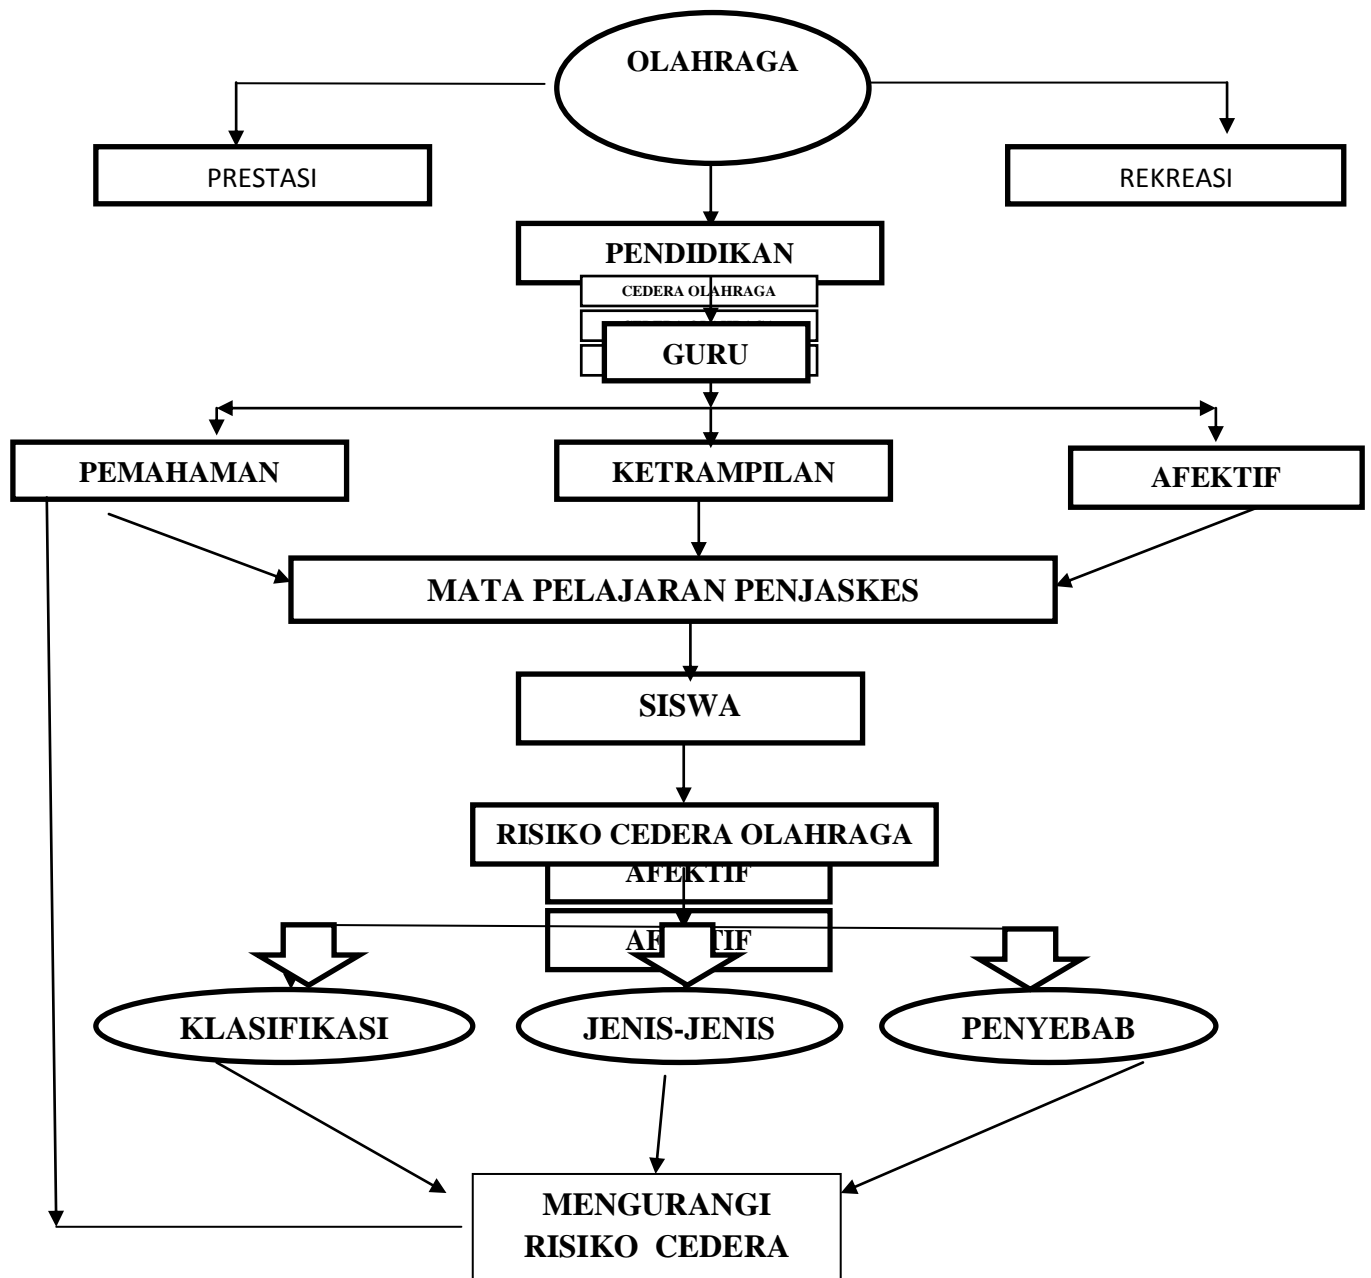 OLAHRAGA
PRESTASI
REKREASI
PENDIDIKAN
CEDERA OLAHRAGA
GURU
PEMAHAMAN
KETRAMPILAN
AFEKTIF
MATA PELAJARAN PENJASKES
SISWA
RISIKO CEDERA OLAHRAGA
AFEKTIF
AFEKTIF
KLASIFIKASI
JENIS-JENIS
PENYEBAB
MENGURANGI
RISIKO CEDERA